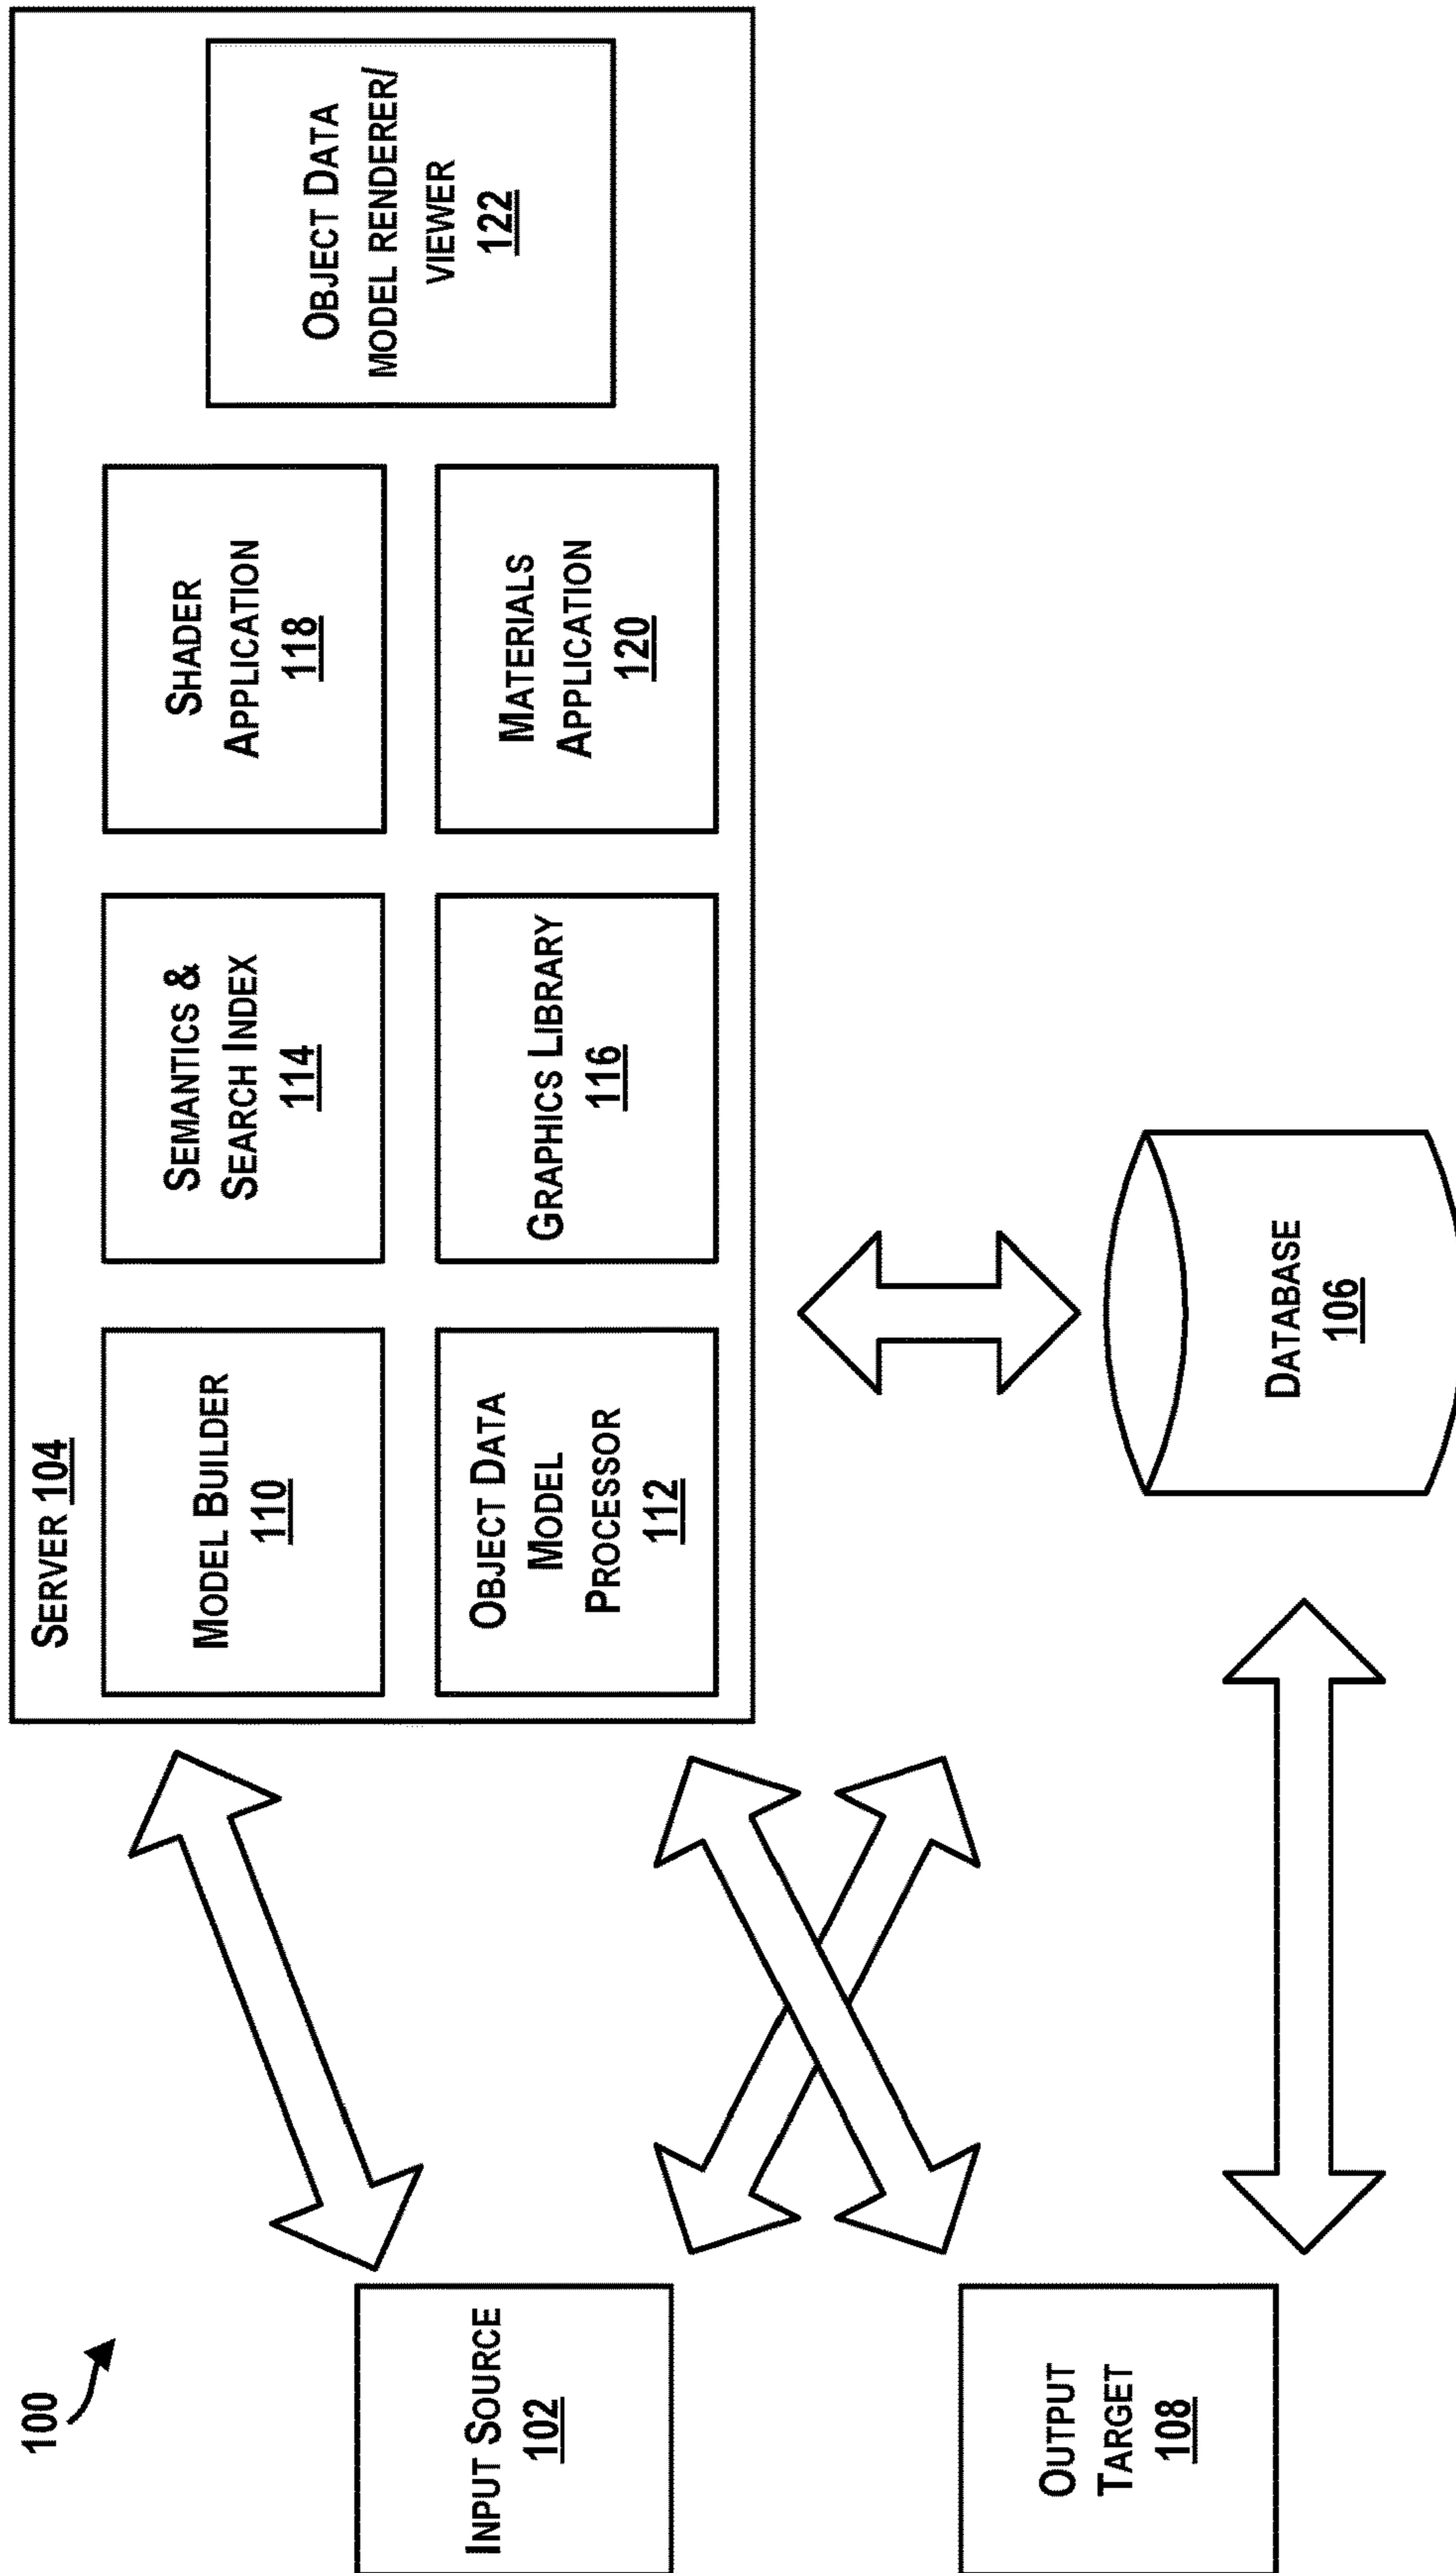 100
SERVER 104
MODEL BUILDER
110
SEMANTICS &
SEARCH INDEX
114
SHADER
APPLICATION
118
OBJECT DATA
MODEL RENDERER/
VIEWER
122
OBJECT DATA
MODEL
PROCESSOR
112
GRAPHICS LIBRARY
116
MATERIALS
APPLICATION
120
INPUT SOURCE
102
OUTPUT
TARGET
108
DATABASE
106